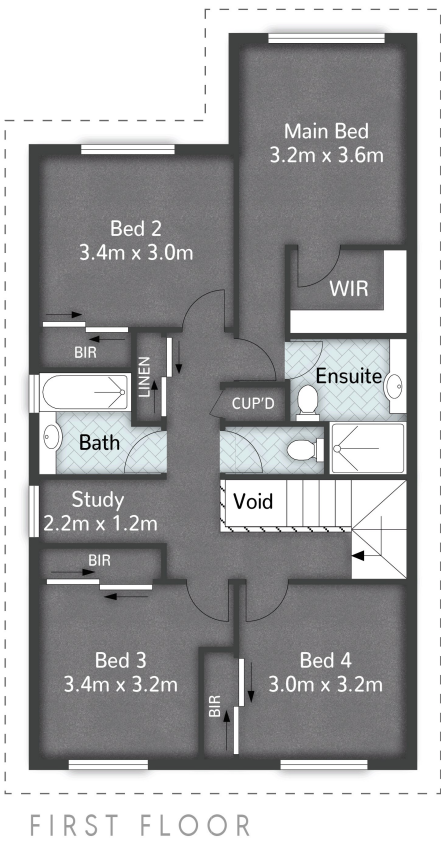 Main Bed
3.2m x 3.6m
Bed 2
3.4m x 3.0m
WIR
BIR
LINEN
Ensuite
CUP'D
Bath
Study
2.2m x 1.2m
Void
BIR
Bed 3
3.4m x 3.2m
BIR
Bed 4
3.0m x 3.2m
FIRST FLOOR